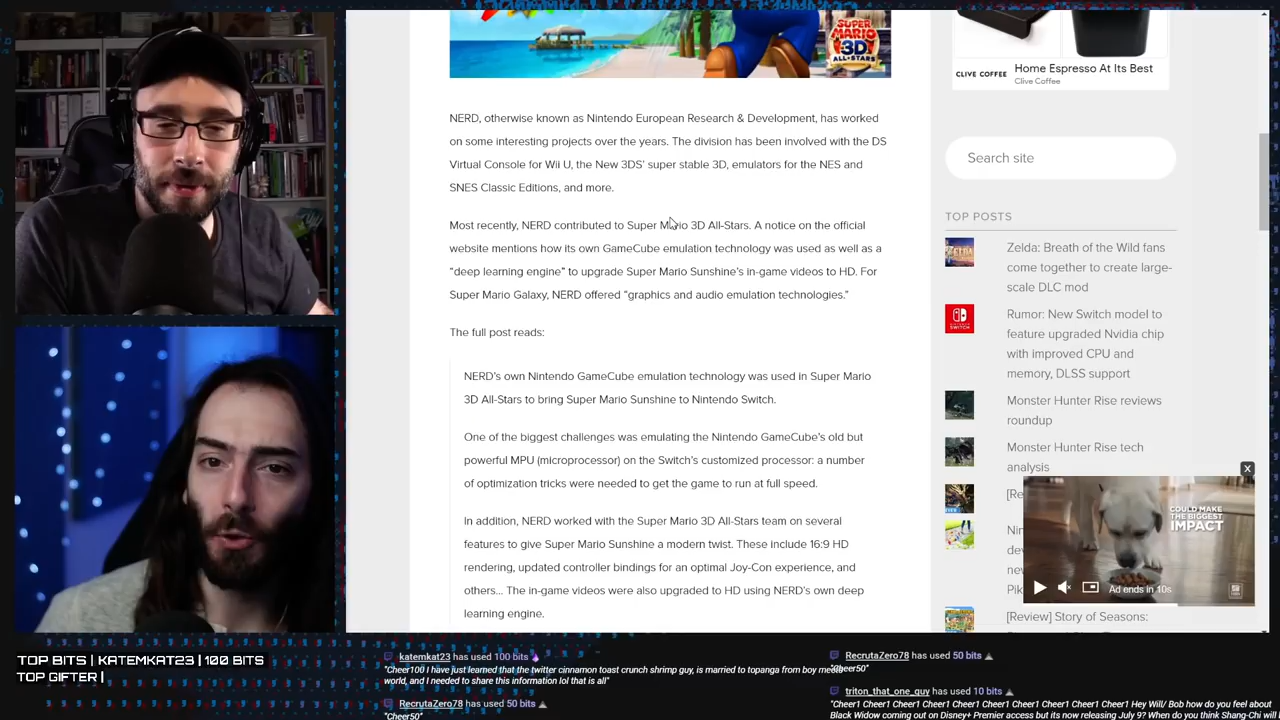 SUPER MARIO 3D ALL-STARS
NERD, otherwise known as Nintendo European Research & Development, has worked
on some interesting projects over the years. The division has been involved with the DS
Virtual Console for Wii U, the New 3DS' super stable 3D, emulators for the NES and
SNES Classic Editions, and more.
Most recently, NERD contributed to Super Mario 3D All-Stars. A notice on the official
website mentions how its own GameCube emulation technology was used as well as a
“deep learning engine” to upgrade Super Mario Sunshine's in-game videos to HD. For
Super Mario Galaxy, NERD offered “graphics and audio emulation technologies.”
The full post reads:
NERD's own Nintendo GameCube emulation technology was used in Super Mario
3D All-Stars to bring Super Mario Sunshine to Nintendo Switch.
One of the biggest challenges was emulating the Nintendo GameCube's old but
powerful MPU (microprocessor) on the Switch's customized processor: a number
of optimization tricks were needed to get the game to run at full speed.
In addition, NERD worked with the Super Mario 3D All-Stars team on several
features to give Super Mario Sunshine a modern twist. These include 16:9 HD
rendering, updated controller bindings for an optimal Joy-Con experience, and
others... The in-game videos were also upgraded to HD using NERD's own deep
learning engine.
CLIVE COFFEE
Home Espresso At Its Best
Clive Coffee
Search site
TOP POSTS
Zelda: Breath of the Wild fans
come together to create large-
scale DLC mod
Rumor: New Switch model to
feature upgraded Nvidia chip
with improved CPU and
memory, DLSS support
Monster Hunter Rise reviews
roundup
Monster Hunter Rise tech
analysis
[Re
Nin
dev
new
Pik
[Review] Story of Seasons:
X
COULD MAKE
THE BIGGEST
IMPACT
Ad ends in 10s
TOP BITS | KATEMKAT23 | 100 BITS
TOP GIFTER |
katemkat23 has used 100 bits
"Cheer100 I have just learned that the twitter cinnamon toast crunch shrimp guy, is married to topanga from boy meets
world, and I needed to share this information lol that is all"
RecrutaZero78 has used 50 bits
"Cheer50"
RecrutaZero78 has used 50 bits
"Cheer50"
triton_that_one_guy has used 10 bits
"Cheer1 Cheer1 Cheer1 Cheer1 Cheer1 Cheer1 Cheer1 Hey Will/ Bob how do you feel about
Black Widow coming out on Disney+ Premier access but its now releasing July 9? When do you think Shang-Chi will